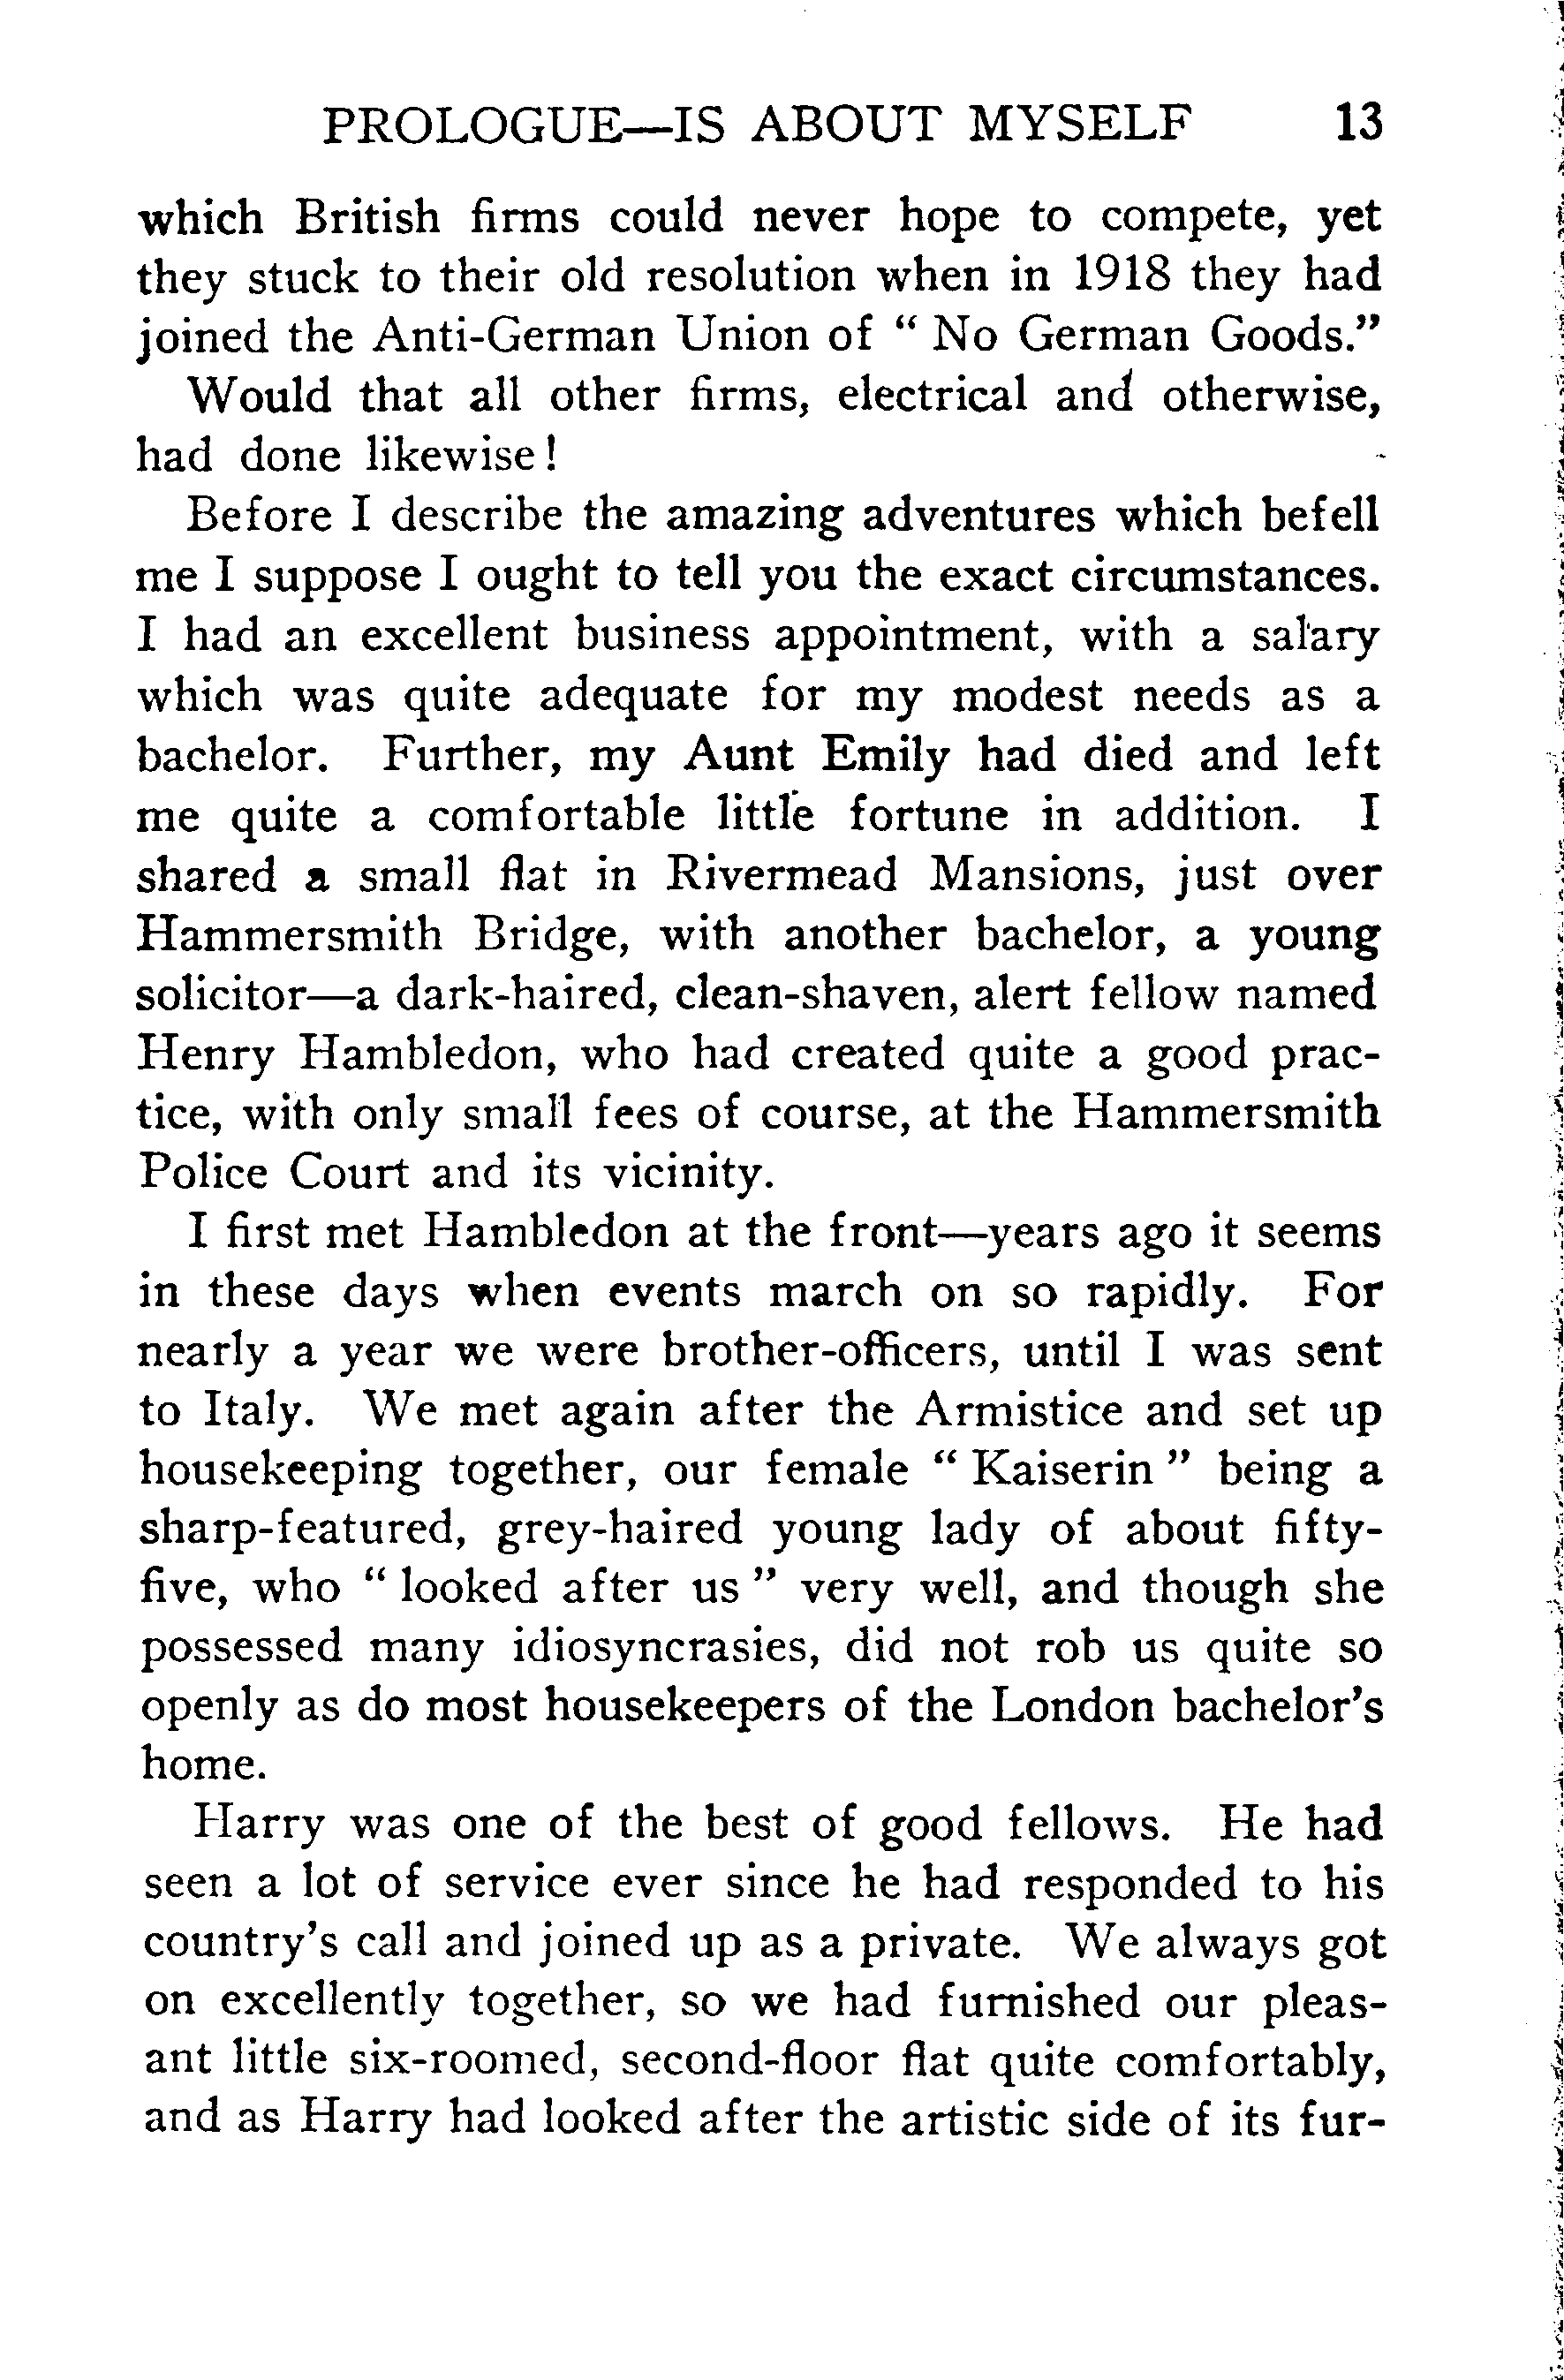 PROLOGUE—IS ABOUT MYSELF 13
which British firms could never hope to compete, yet
they stuck to their old resolution when in 1918 they had
joined the Anti-German Union of " No German Goods."
Would that all other firms, electrical and otherwise,
had done likewise!
Before I describe the amazing adventures which befell
me I suppose I ought to tell you the exact circumstances.
I had an excellent business appointment, with a salary
which was quite adequate for my modest needs as a
bachelor. Further, my Aunt Emily had died and left
me quite a comfortable little fortune in addition. I
shared a small flat in Rivermead Mansions, just over
Hammersmith Bridge, with another bachelor, a young
solicitor—a dark-haired, clean-shaven, alert fellow named
Henry Hambledon, who had created quite a good prac-
tice, with only small fees of course, at the Hammersmith
Police Court and its vicinity.
I first met Hambledon at the front—years ago it seems
in these days when events march on so rapidly. For
nearly a year we were brother-officers, until I was sent
to Italy. We met again after the Armistice and set up
housekeeping together, our female " Kaiserin " being a
sharp-featured, grey-haired young lady of about fifty-
five, who " looked after us " very well, and though she
possessed many idiosyncrasies, did not rob us quite so
openly as do most housekeepers of the London bachelor's
home.
Harry was one of the best of good fellows. He had
seen a lot of service ever since he had responded to his
country's call and joined up as a private. We always got
on excellently together, so we had furnished our pleas-
ant little six-roomed, second-floor flat quite comfortably,
and as Harry had looked after the artistic side of its fur-